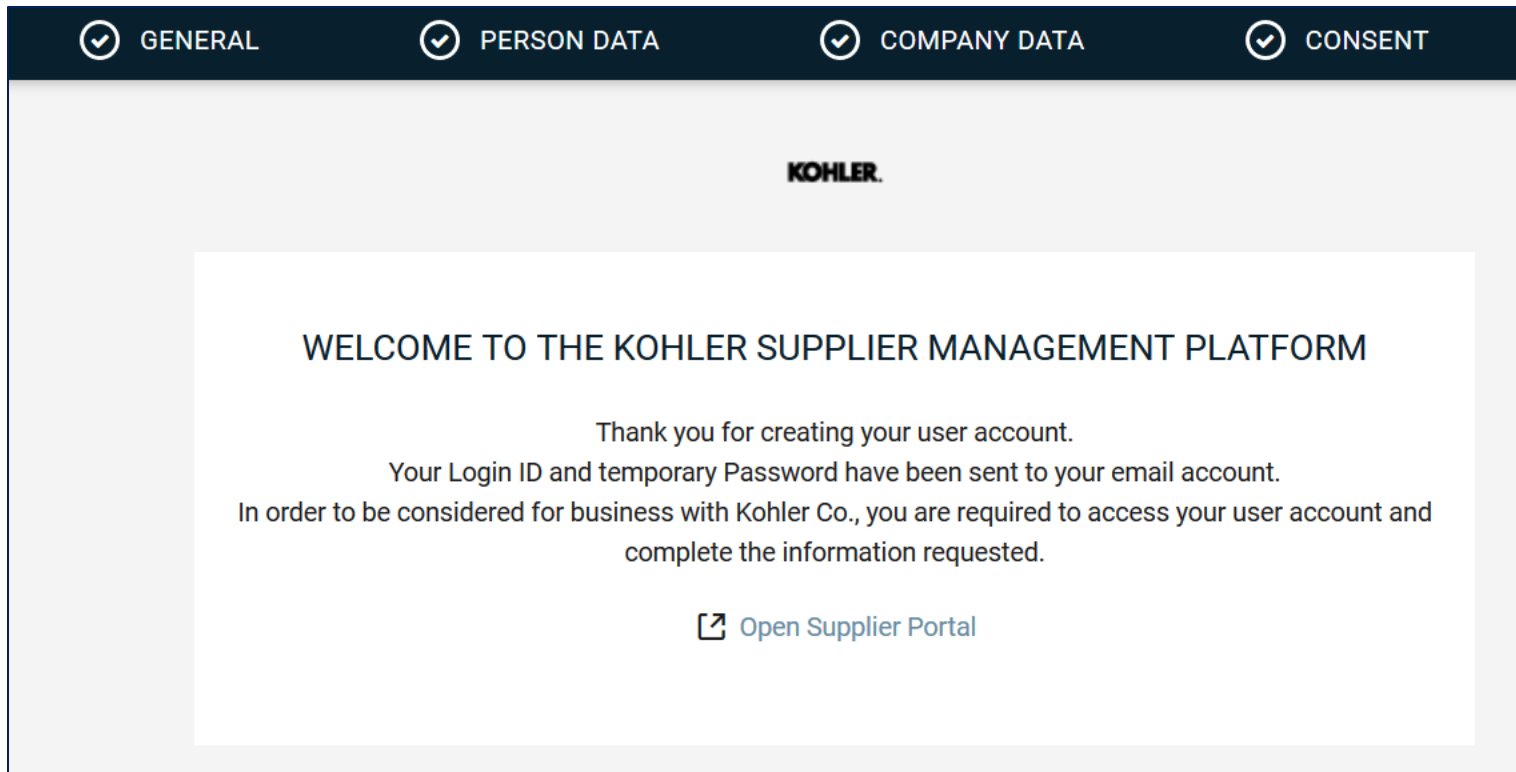 GENERAL PERSON DATA COMPANY DATA CONSENT
KOHLER.
WELCOME TO THE KOHLER SUPPLIER MANAGEMENT PLATFORM
Thank you for creating your user account.
Your Login ID and temporary Password have been sent to your email account.
In order to be considered for business with Kohler Co., you are required to access your user account and
complete the information requested.
Open Supplier Portal